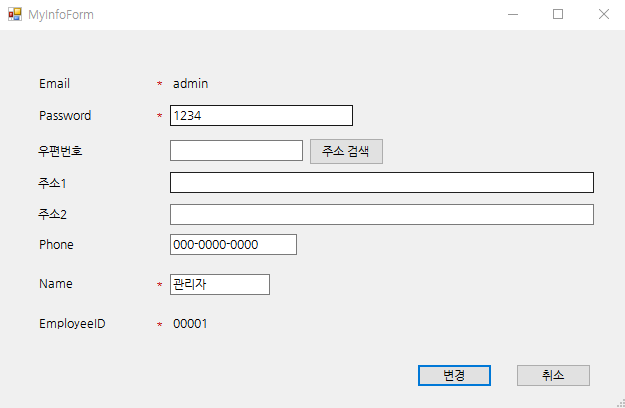 MyInfoForm
Email * admin
Password * 1234
우편번호 주소 검색
주소1
주소2
Phone 000-0000-0000
Name * 관리자
EmployeeID * 00001
변경 취소